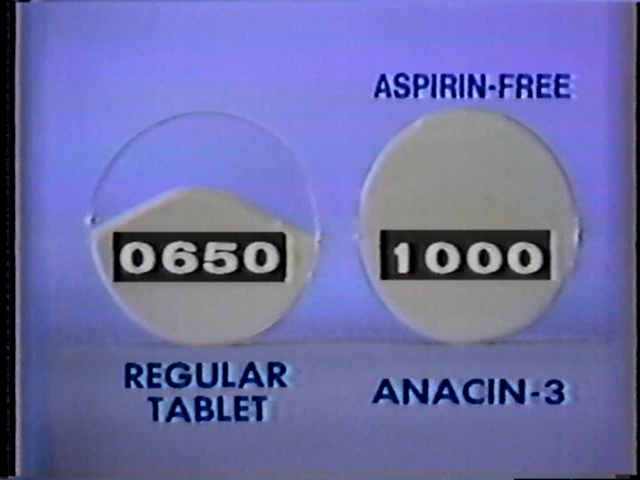 ASPIRIN-FREE
0650
1000
REGULAR
TABLET
ANACIN-3